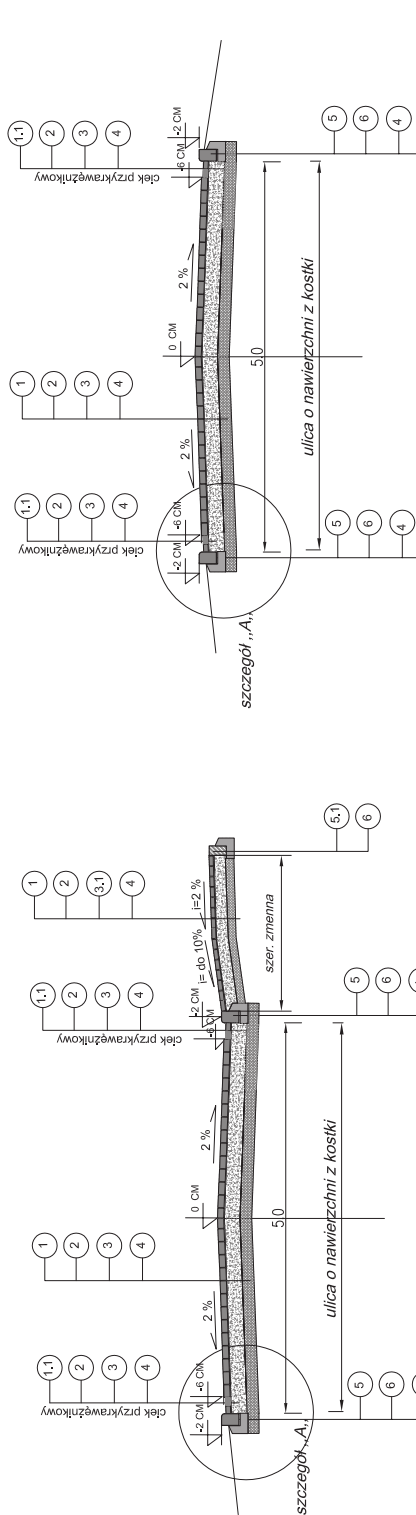 1.1
2
3
4
ciek przykrawężnikowy
-2 CM
-6 CM
2 %
1
2
3
4
0 CM
2 %
1.1
2
3
4
ciek przykrawężnikowy
-6 CM
-2 CM
i= do 10%
i=2 %
1
2
3.1
4
szczegół ,,A,,
5.0
ulica o nawierzchni z kostki
szer. zmenna
5
6
5
6
5.1
6
1.1
2
3
4
ciek przykrawężnikowy
-2 CM
-6 CM
2 %
1
2
3
4
0 CM
2 %
1.1
2
3
4
ciek przykrawężnikowy
-6 CM
-2 CM
szczegół ,,A,,
5.0
ulica o nawierzchni z kostki
5
6
4
5
6
4